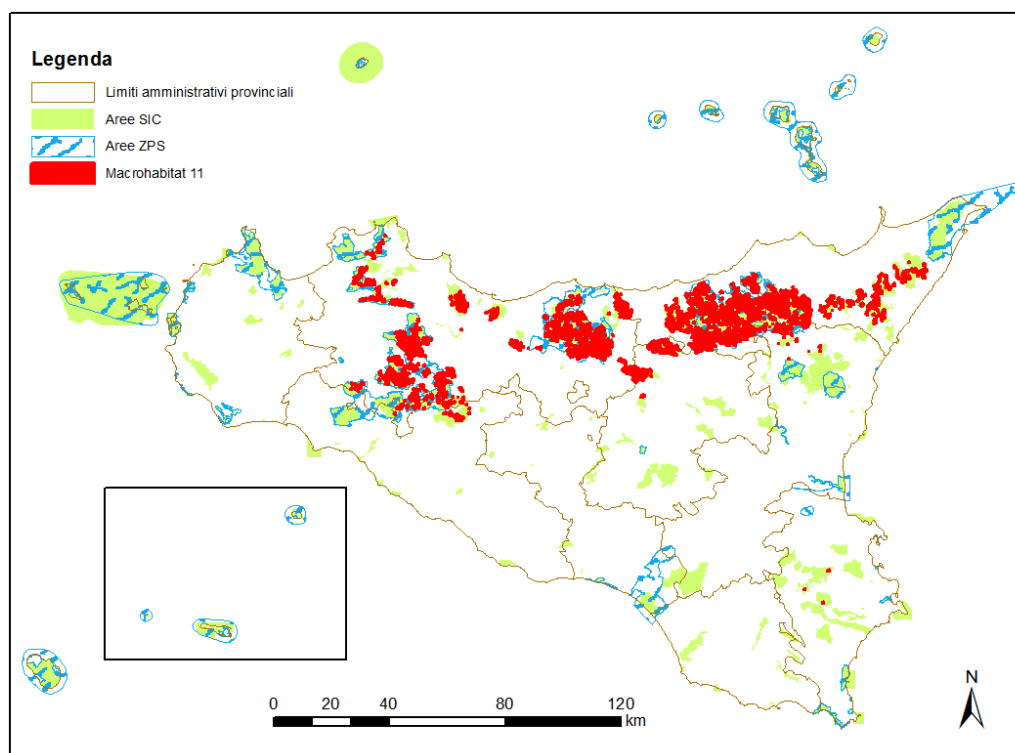 Legenda
Limiti amministrativi provinciali
Aree SIC
Aree ZPS
Macrohabitat 11
N
0 20 40 80 120
km